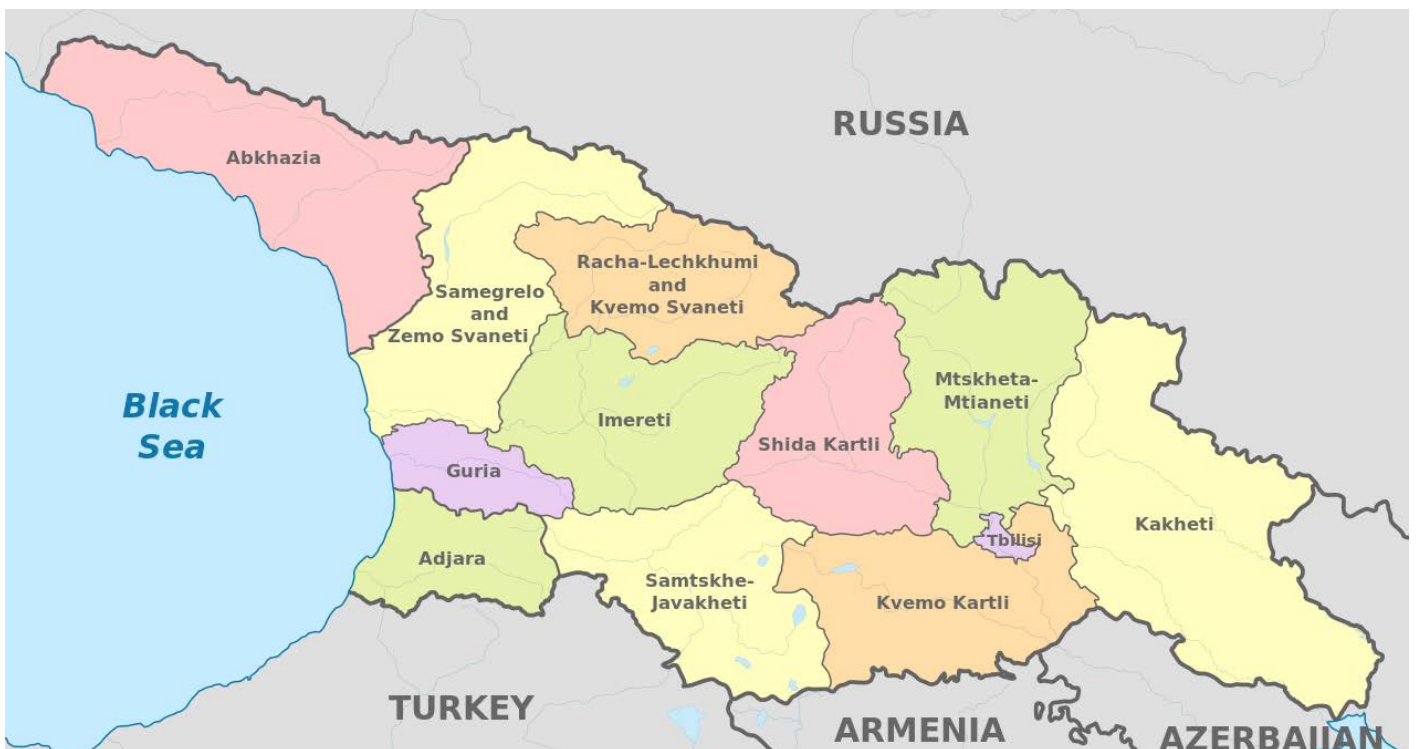 RUSSIA
Abkhazia
Racha-Lechkhumi
and
Kvemo Svaneti
Samegrelo
and
Zemo Svaneti
Mtskheta-
Mtianeti
Black
Sea
Imereti
Shida Kartli
Guria
Kakheti
Tbilisi
Adjara
Samtskhe-
Javakheti
Kvemo Kartli
TURKEY
ARMENIA
AZERBAIJAN